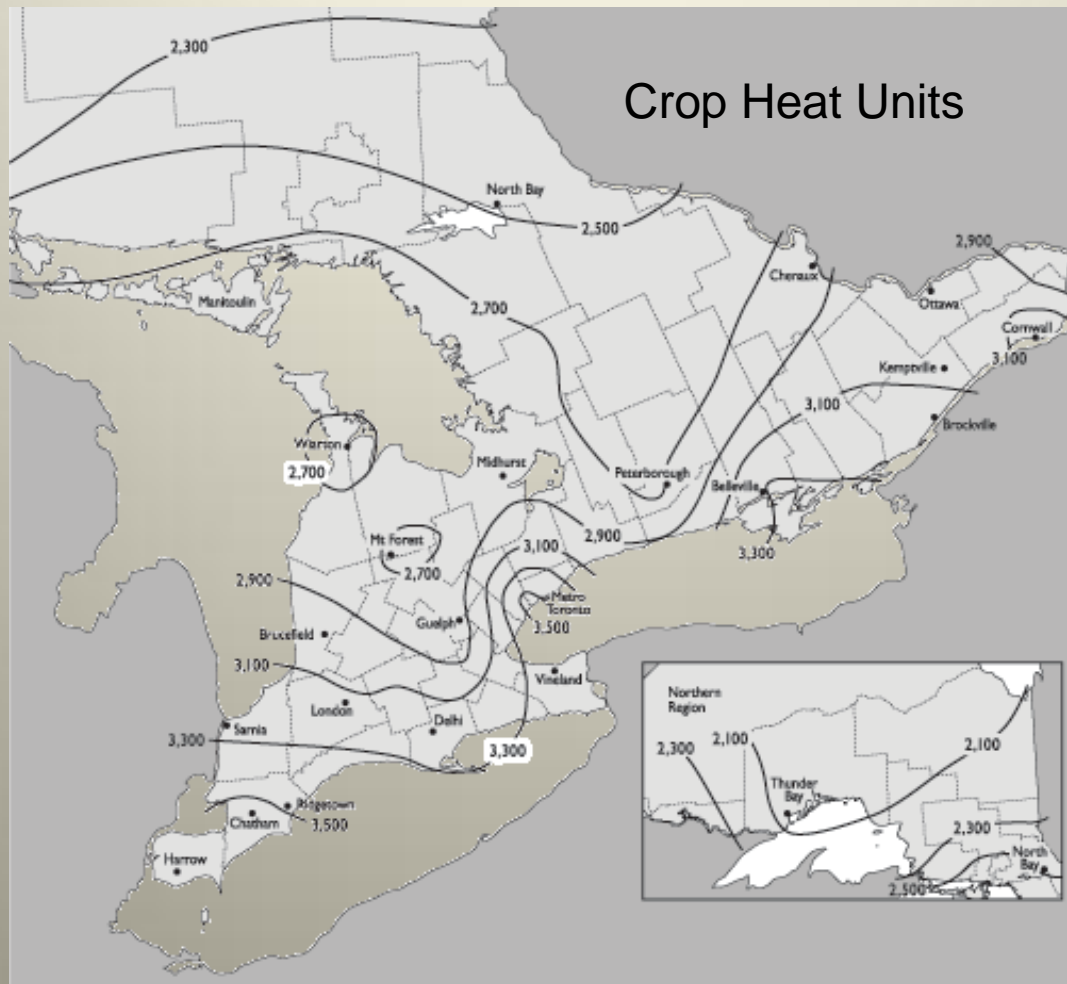 Crop Heat Units
2,300
North Bay
2,500
2,900
Chenaux
Ottawa
Manitoulin
2,700
Cornwall
3,100
Kemptville
3,100
Brockville
Wiarton
2,700
Midhurst
Peterborough
Belleville
Mt Forest
2,900
3,100
3,300
2,700
2,900
Metro
Toronto
3,500
Guelph
Brucefield
3,100
Vineland
London
Delhi
Sarnia
3,300
3,300
Ridgetown
3,500
Chatham
Harrow
Northern
Region
2,300
2,100
2,100
Thunder
Bay
2,300
North
Bay
2,500